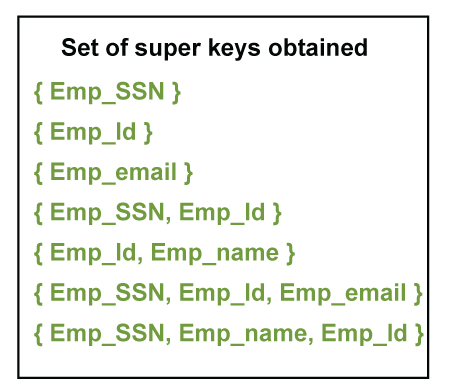 Set of super keys obtained
{ Emp_SSN }
{ Emp_Id }
{ Emp_email }
{ Emp_SSN, Emp_Id }
{ Emp_Id, Emp_name }
{ Emp_SSN, Emp_Id, Emp_email }
{ Emp_SSN, Emp_name, Emp_Id }